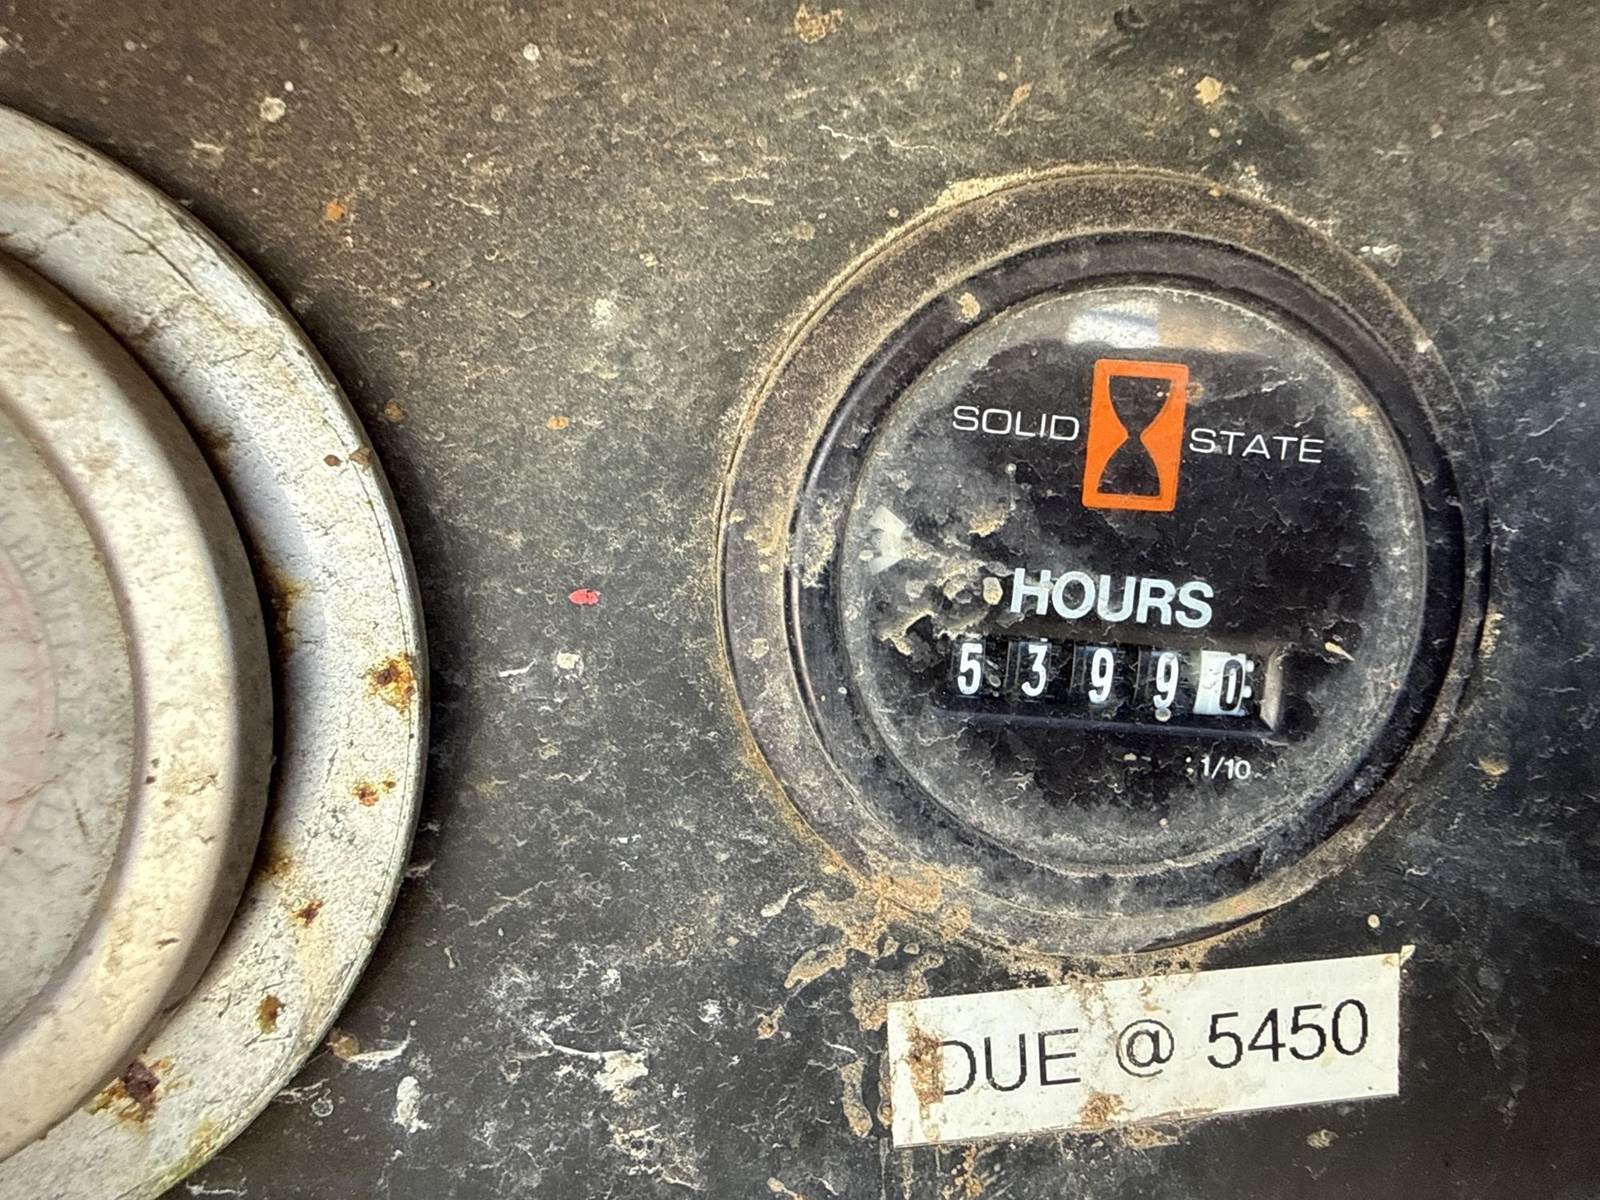 SOLID STATE
HOURS
53990
1/10
DUE @ 5450